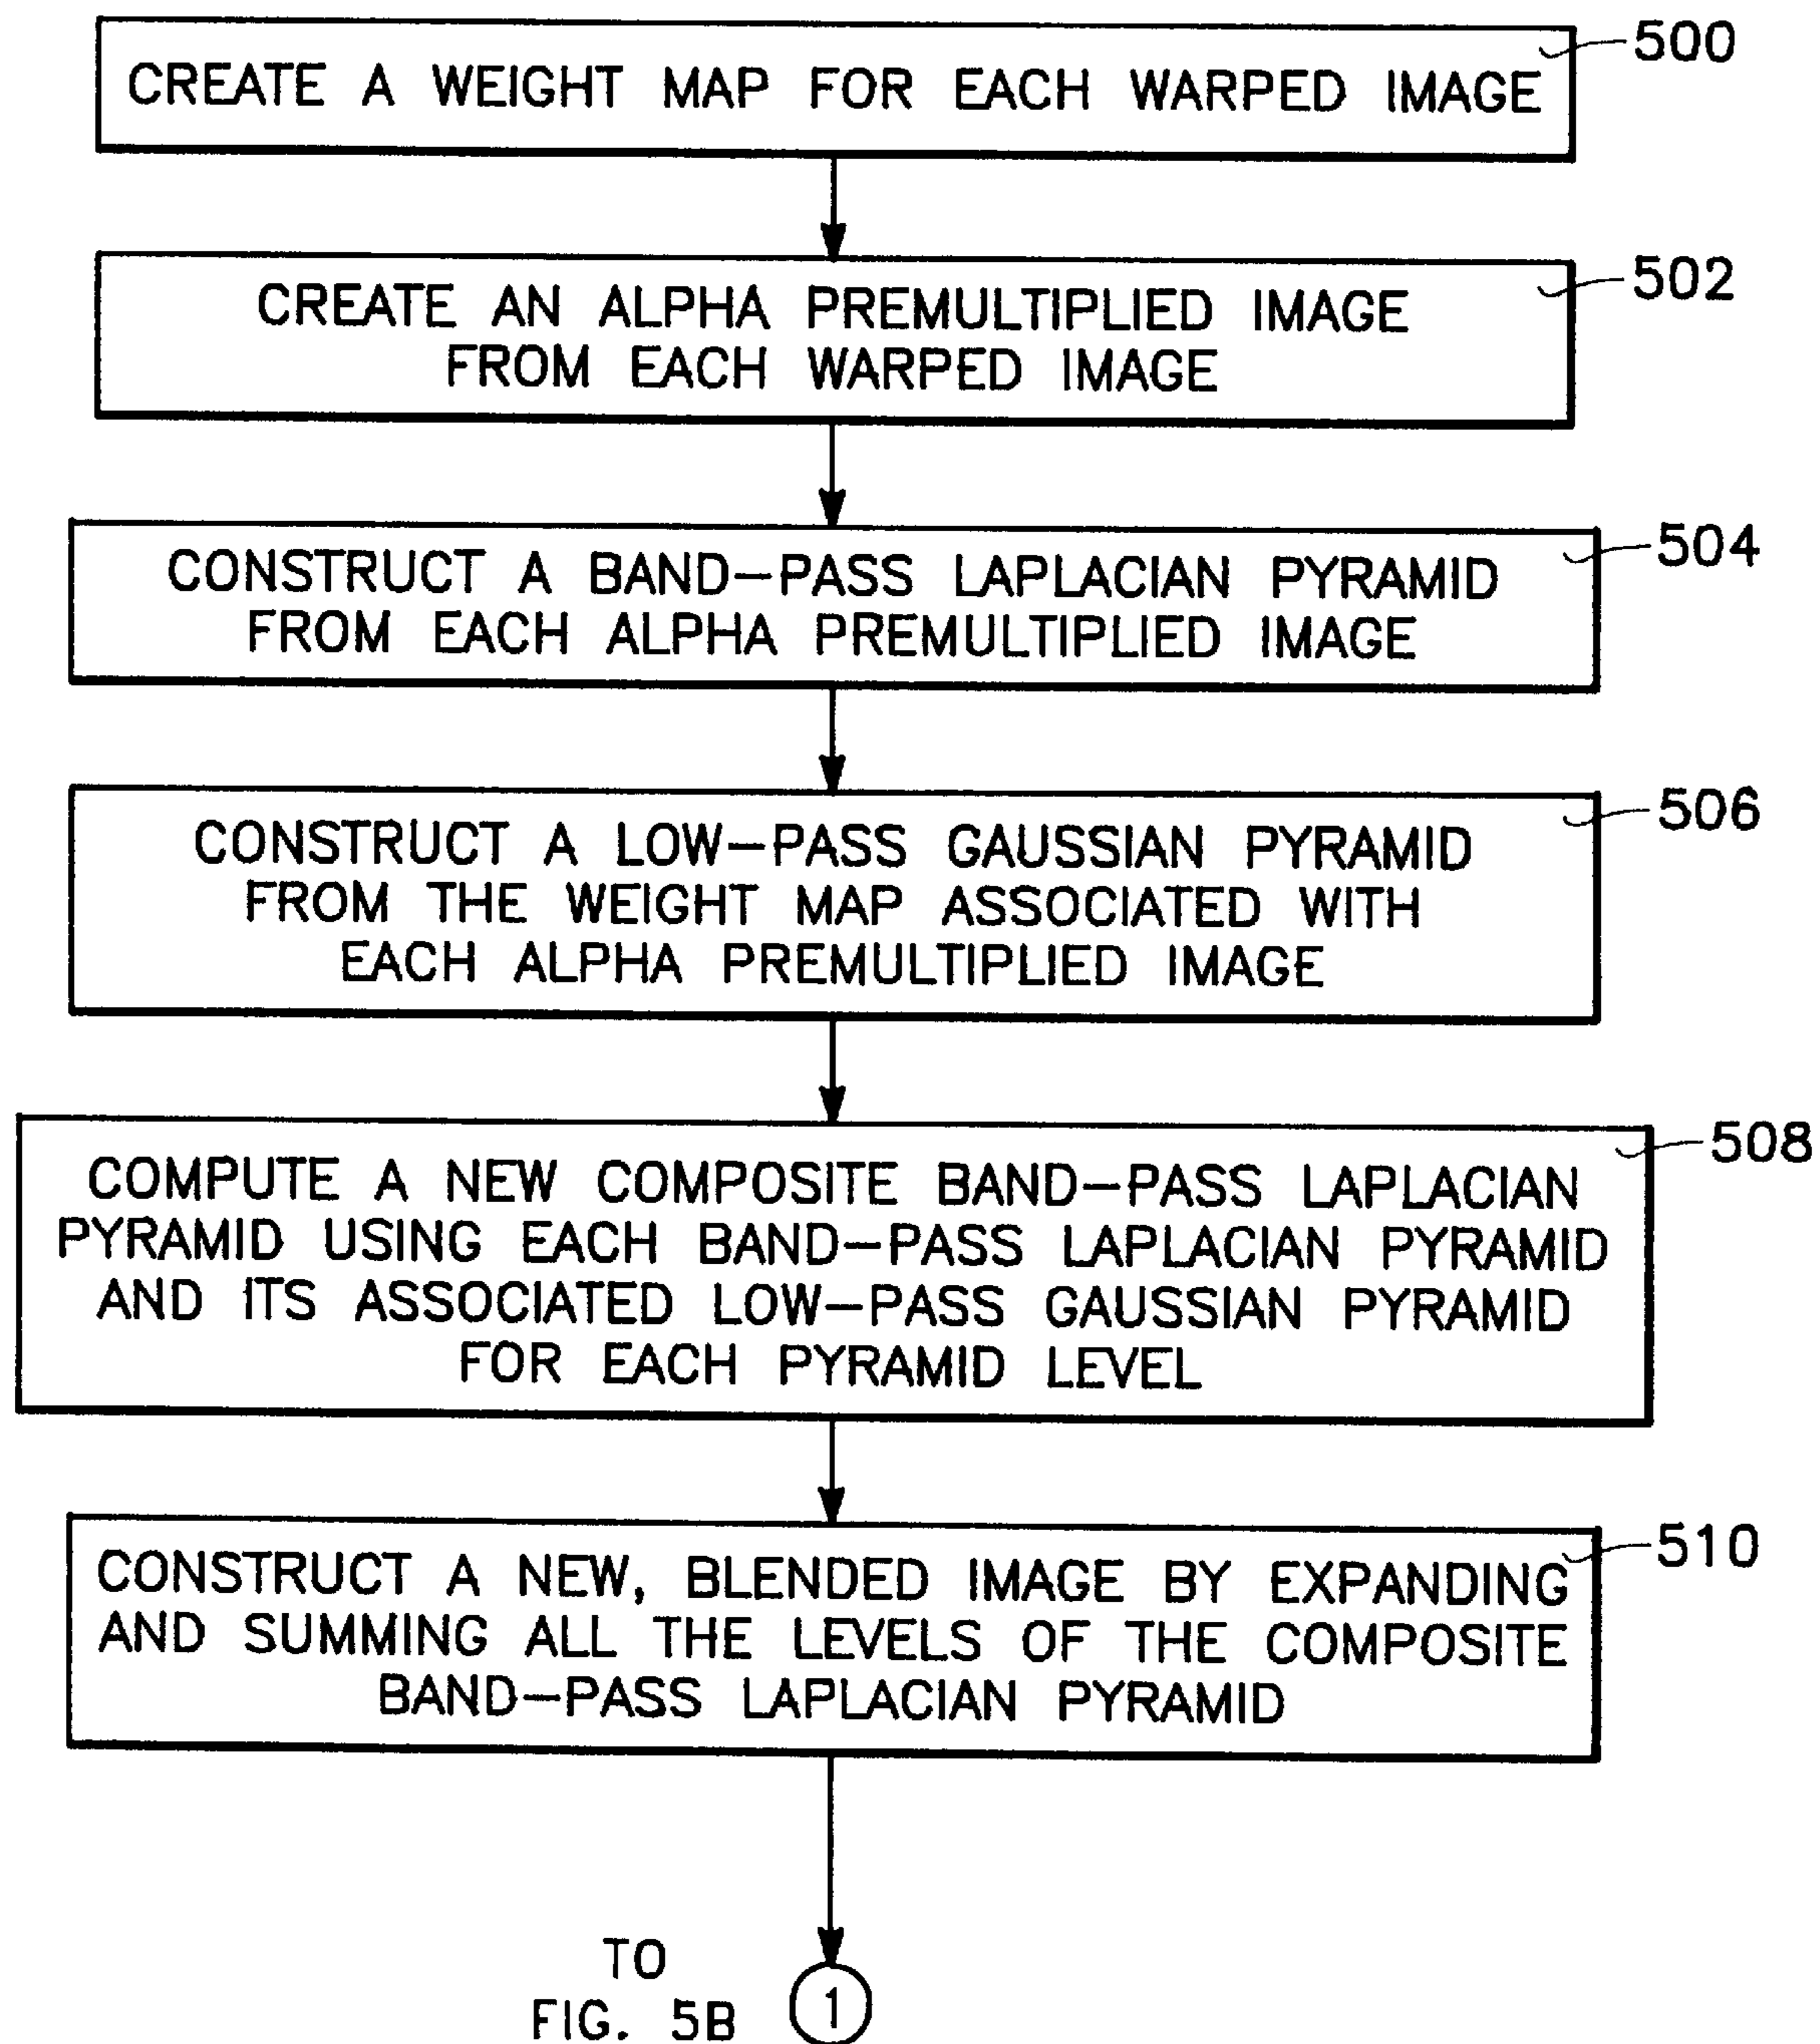 CREATE A WEIGHT MAP FOR EACH WARPED IMAGE
500
CREATE AN ALPHA PREMULTIPLIED IMAGE
FROM EACH WARPED IMAGE
502
CONSTRUCT A BAND-PASS LAPLACIAN PYRAMID
FROM EACH ALPHA PREMULTIPLIED IMAGE
504
CONSTRUCT A LOW-PASS GAUSSIAN PYRAMID
FROM THE WEIGHT MAP ASSOCIATED WITH
EACH ALPHA PREMULTIPLIED IMAGE
506
COMPUTE A NEW COMPOSITE BAND-PASS LAPLACIAN
PYRAMID USING EACH BAND-PASS LAPLACIAN PYRAMID
AND ITS ASSOCIATED LOW-PASS GAUSSIAN PYRAMID
FOR EACH PYRAMID LEVEL
508
CONSTRUCT A NEW, BLENDED IMAGE BY EXPANDING
AND SUMMING ALL THE LEVELS OF THE COMPOSITE
BAND-PASS LAPLACIAN PYRAMID
510
TO
FIG. 5B
1